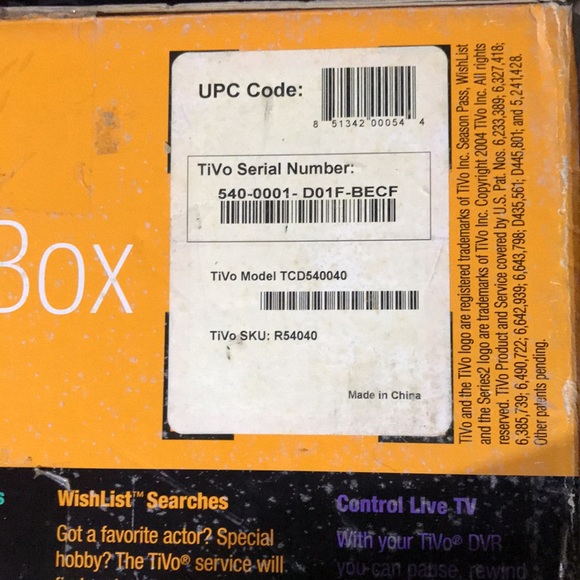 UPC Code:
8 51342 00054 4
TiVo Serial Number:
540-0001- D01F-BECF
TiVo Model TCD540040
TiVo SKU: R54040
Made in China
Box
TiVo and the TiVo logo are registered trademarks of TiVo Inc. Season Pass, WishList
and the Series2 logo are trademarks of TiVo Inc. Copyright 2004 TiVo Inc. All rights
reserved. TiVo Product and Service covered by U.S. Pat. Nos. 6,233,389; 6,327,418;
6,385,739; 6,490,722; 6,642,939; 6,643,798; D435,561; D445,801; and 5,241,428.
Other patents pending.
s
WishList™ Searches
Got a favorite actor? Special
hobby? The TiVo® service will
Control Live TV
With your TiVo® DVR
you can pause, rewind